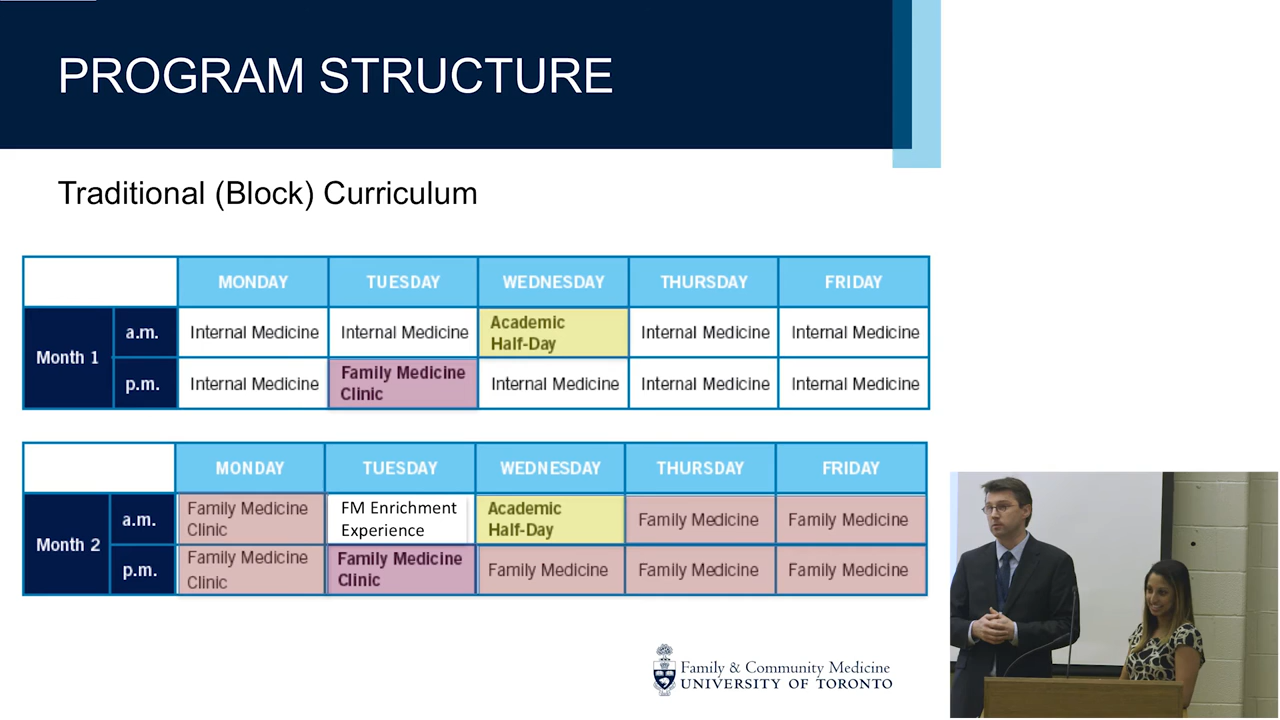 PROGRAM STRUCTURE
Traditional (Block) Curriculum
MONDAY TUESDAY WEDNESDAY THURSDAY FRIDAY
Month 1
a.m. Internal Medicine Internal Medicine Academic Half-Day Internal Medicine Internal Medicine
p.m. Internal Medicine Family Medicine Clinic Internal Medicine Internal Medicine Internal Medicine
MONDAY TUESDAY WEDNESDAY THURSDAY FRIDAY
Month 2
a.m. Family Medicine Clinic FM Enrichment Experience Academic Half-Day Family Medicine Family Medicine
p.m. Family Medicine Clinic Family Medicine Clinic Family Medicine Family Medicine Family Medicine
Family & Community Medicine
UNIVERSITY OF TORONTO